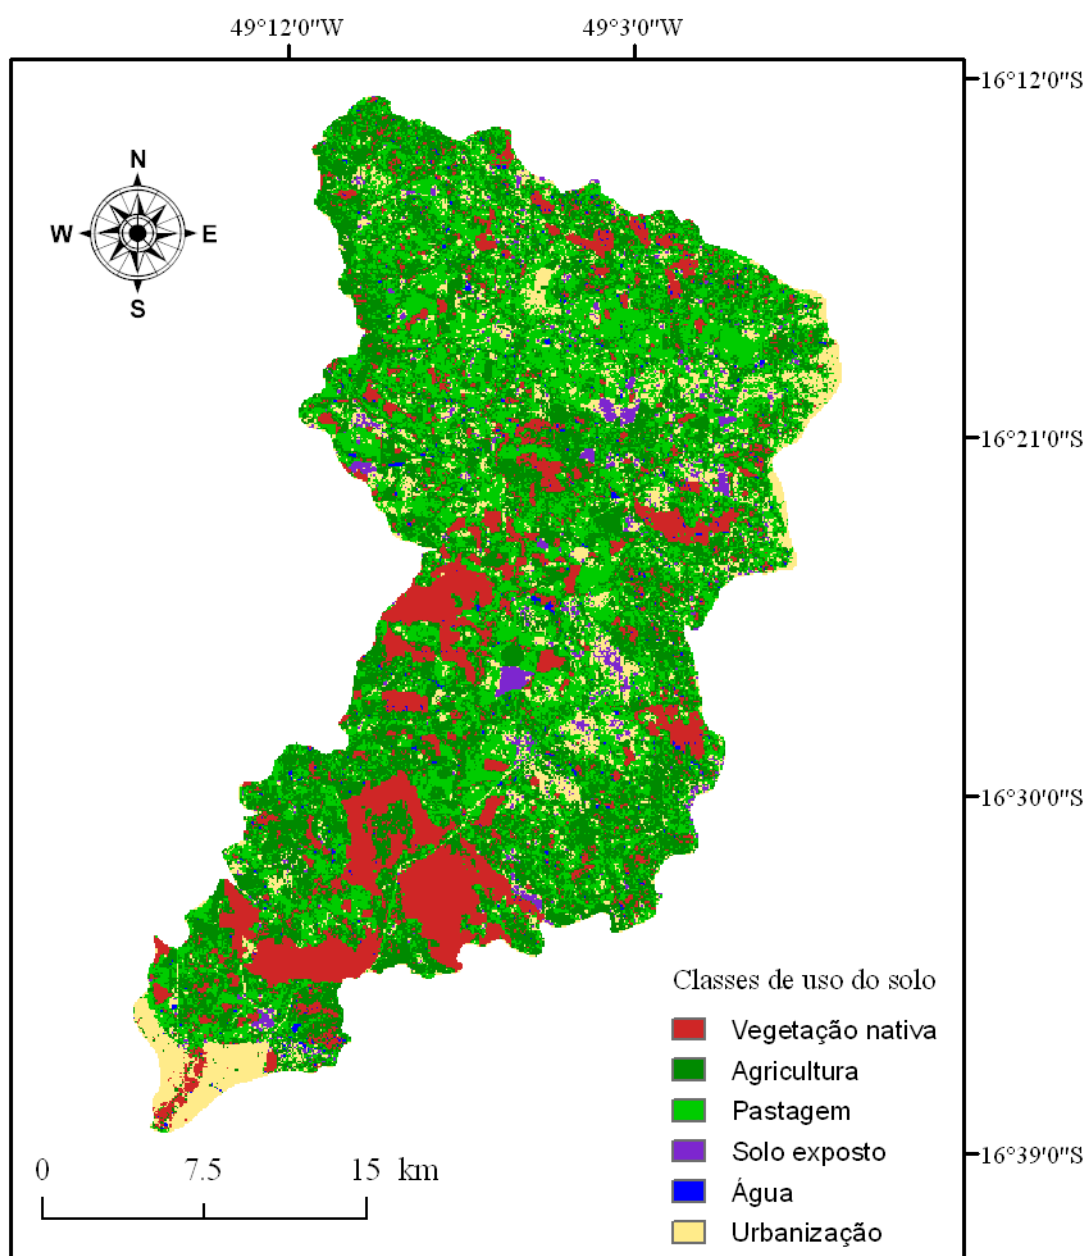 49°12'0"W 49°3'0"W
16°12'0"S
N
W E
S
16°21'0"S
16°30'0"S
Classes de uso do solo
Vegetação nativa
Agricultura
Pastagem
Solo exposto
Água
Urbanização
16°39'0"S
0 7.5 15 km